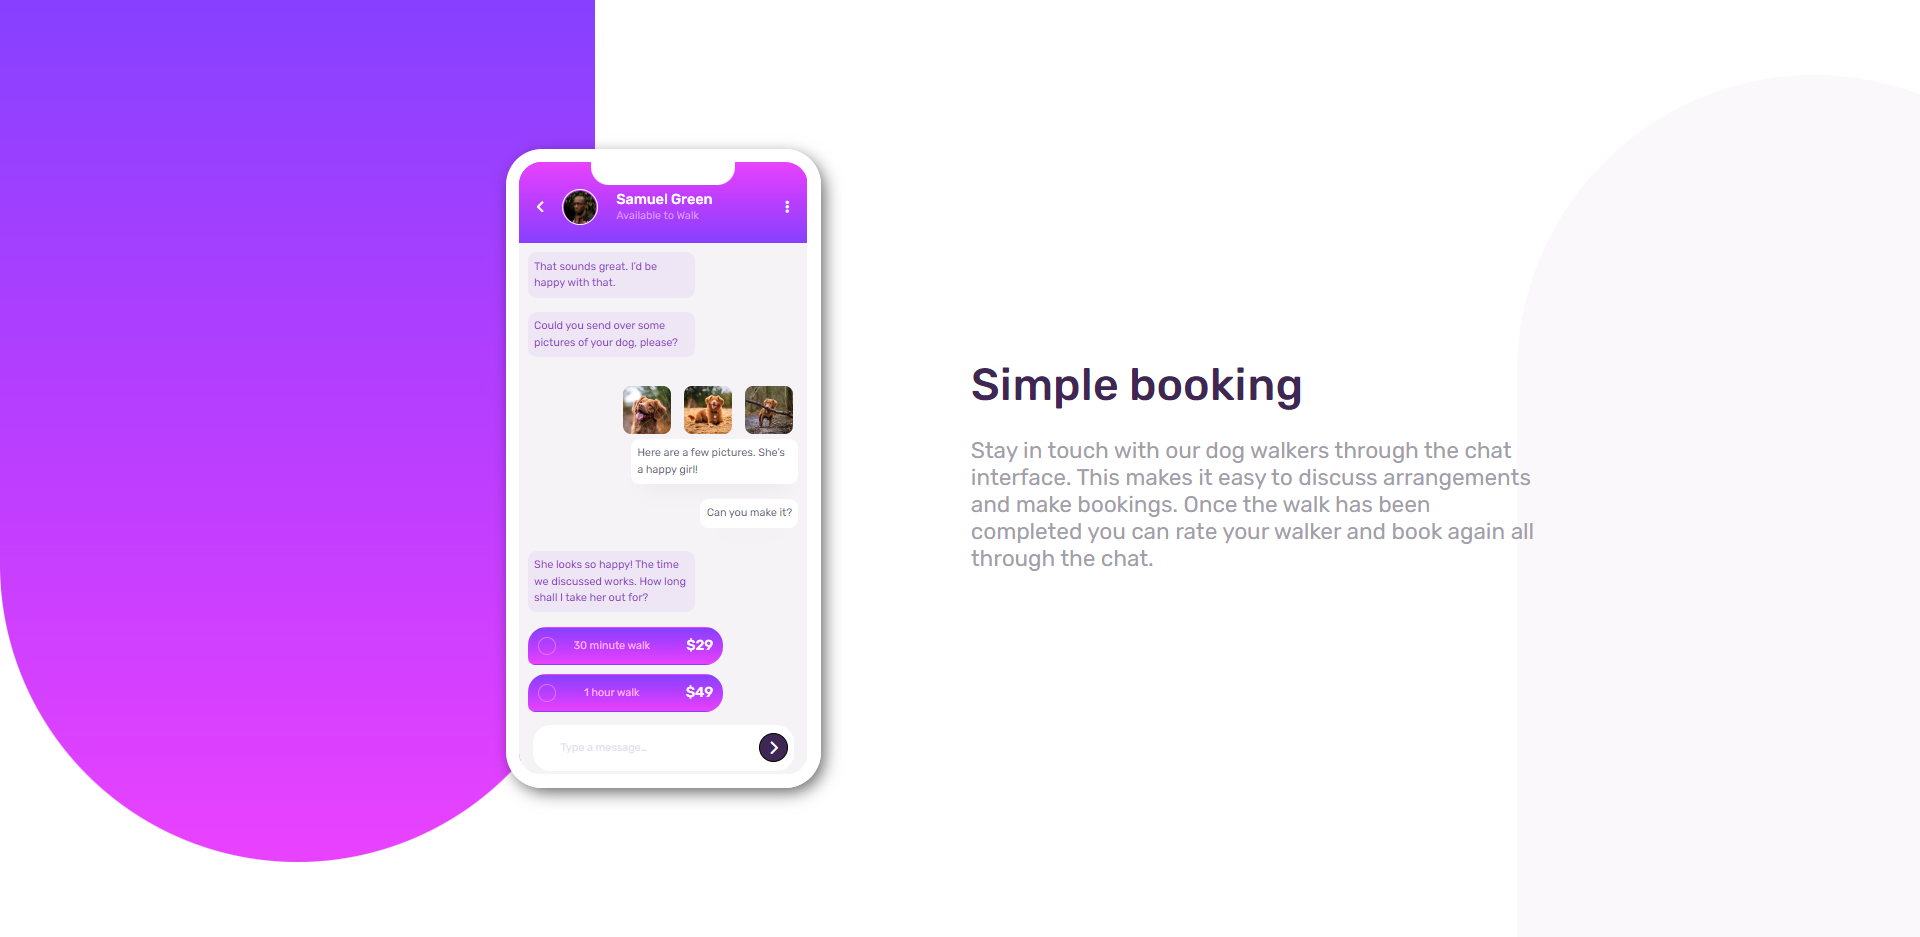 Samuel Green
Available to Walk
That sounds great. I'd be
happy with that.
Could you send over some
pictures of your dog, please?
Here are a few pictures. She's
a happy girl!
Can you make it?
She looks so happy! The time
we discussed works. How long
shall I take her out for?
30 minute walk $29
1 hour walk $49
Type a message...
Simple booking
Stay in touch with our dog walkers through the chat
interface. This makes it easy to discuss arrangements
and make bookings. Once the walk has been
completed you can rate your walker and book again all
through the chat.